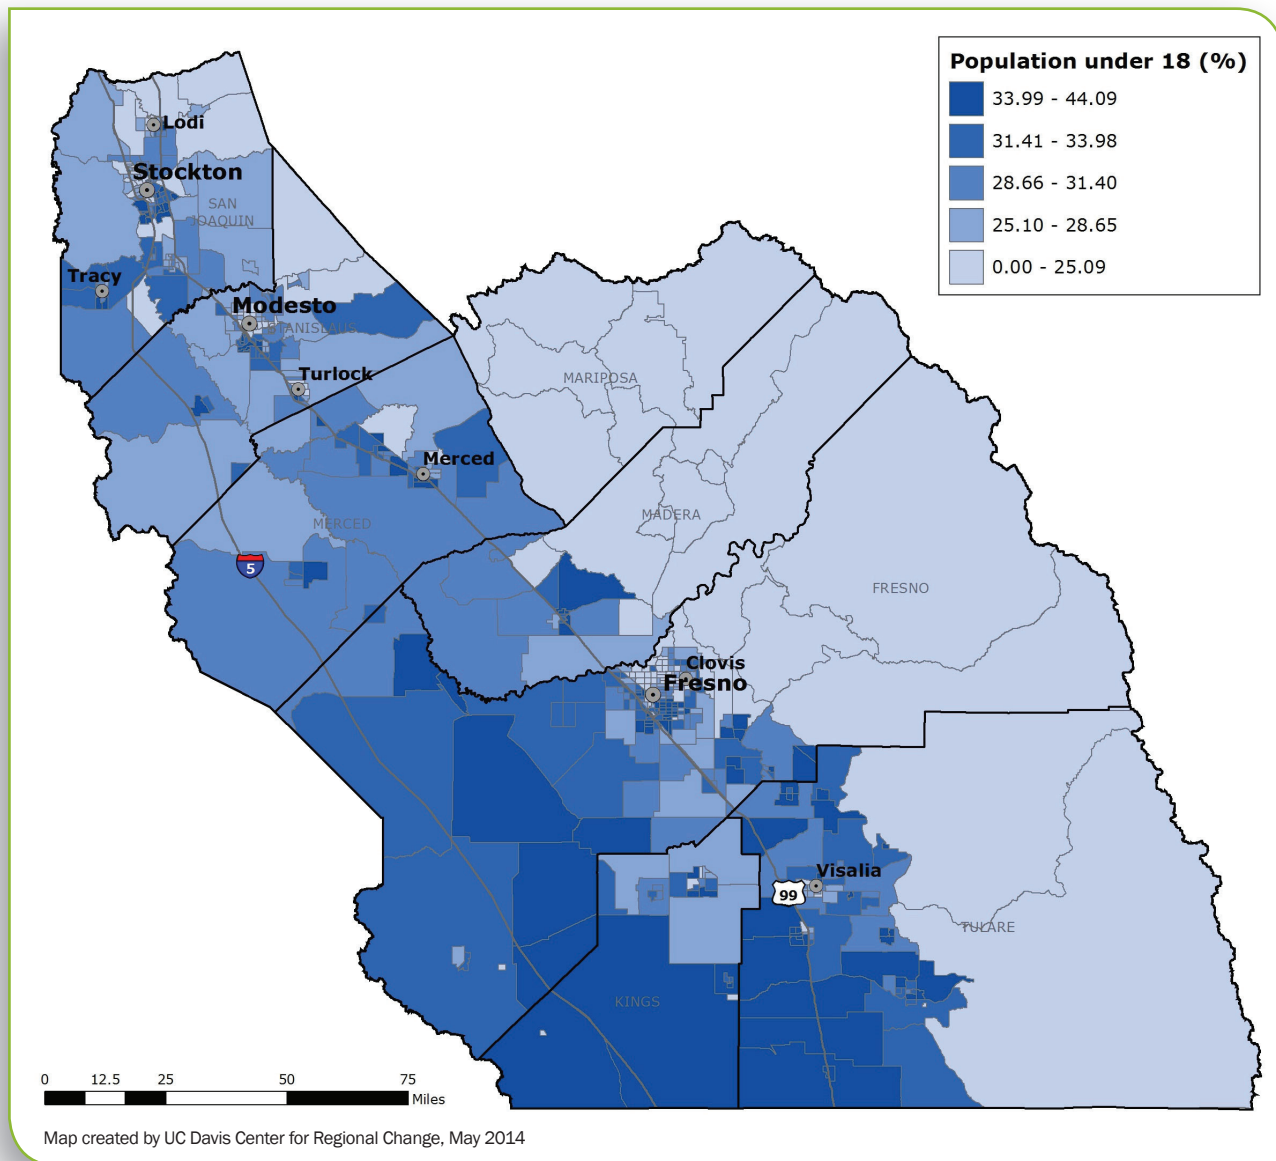 Population under 18 (%)
33.99 - 44.09
31.41 - 33.98
28.66 - 31.40
25.10 - 28.65
0.00 - 25.09
Lodi
Stockton
SAN
JOAQUIN
Tracy
Modesto
STANISLAUS
Turlock
MARIPOSA
Merced
MADERA
MERCED
5
FRESNO
Clovis
Fresno
Visalia
99
TULARE
KINGS
0 12.5 25 50 75
Miles
Map created by UC Davis Center for Regional Change, May 2014